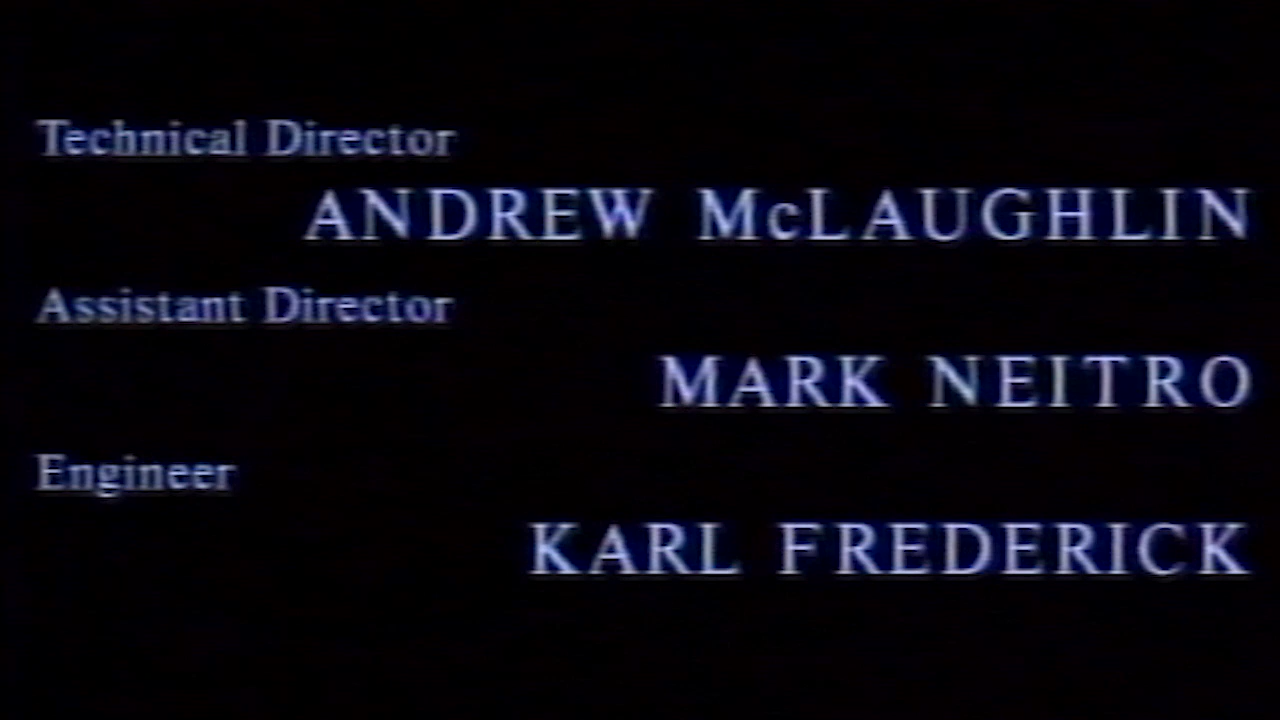 Technical Director
ANDREW McLAUGHLIN
Assistant Director
MARK NEITRO
Engineer
KARL FREDERICK